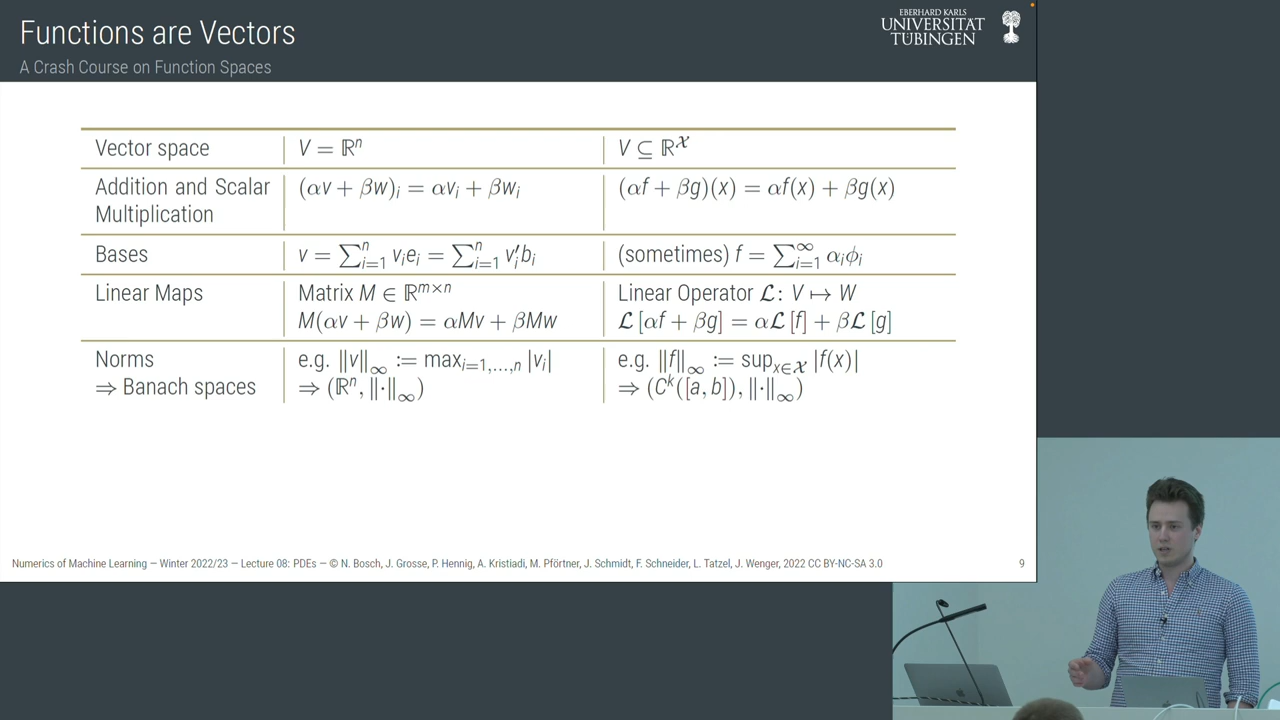 Functions are Vectors
A Crash Course on Function Spaces
EBERHARD KARLS
UNIVERSITÄT
TÜBINGEN
Vector space V = ℝⁿ V ⊆ ℝ^𝒳
Addition and Scalar (αv + βw)ᵢ = αvᵢ + βwᵢ (αf + βg)(x) = αf(x) + βg(x)
Multiplication
Bases v = ∑ⁿᵢ₌₁ vᵢeᵢ = ∑ⁿᵢ₌₁ v′ᵢbᵢ (sometimes) f = ∑^∞ᵢ₌₁ αᵢϕᵢ
Linear Maps Matrix M ∈ ℝ^{m×n} Linear Operator ℒ: V ↦ W
M(αv + βw) = αMv + βMw ℒ [αf + βg] = αℒ [f] + βℒ [g]
Norms e.g. ‖v‖_∞ := max_{i=1,...,n} |vᵢ| e.g. ‖f‖_∞ := sup_{x∈𝒳} |f(x)|
⇒ Banach spaces ⇒ (ℝⁿ, ‖·‖_∞) ⇒ (Cᵏ([a, b]), ‖·‖_∞)
Numerics of Machine Learning — Winter 2022/23 — Lecture 08: PDEs — © N. Bosch, J. Grosse, P. Hennig, A. Kristiadi, M. Pförtner, J. Schmidt, F. Schneider, L. Tatzel, J. Wenger, 2022 CC BY-NC-SA 3.0 9